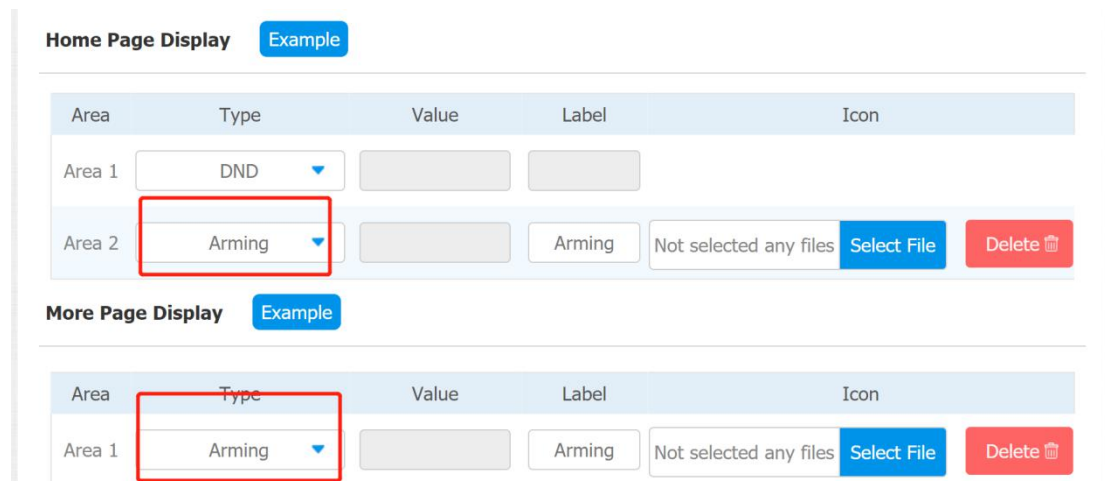 Home Page Display Example
Area Type Value Label Icon
Area 1 DND
Area 2 Arming Arming Not selected any files Select File Delete
More Page Display Example
Area Type Value Label Icon
Area 1 Arming Arming Not selected any files Select File Delete